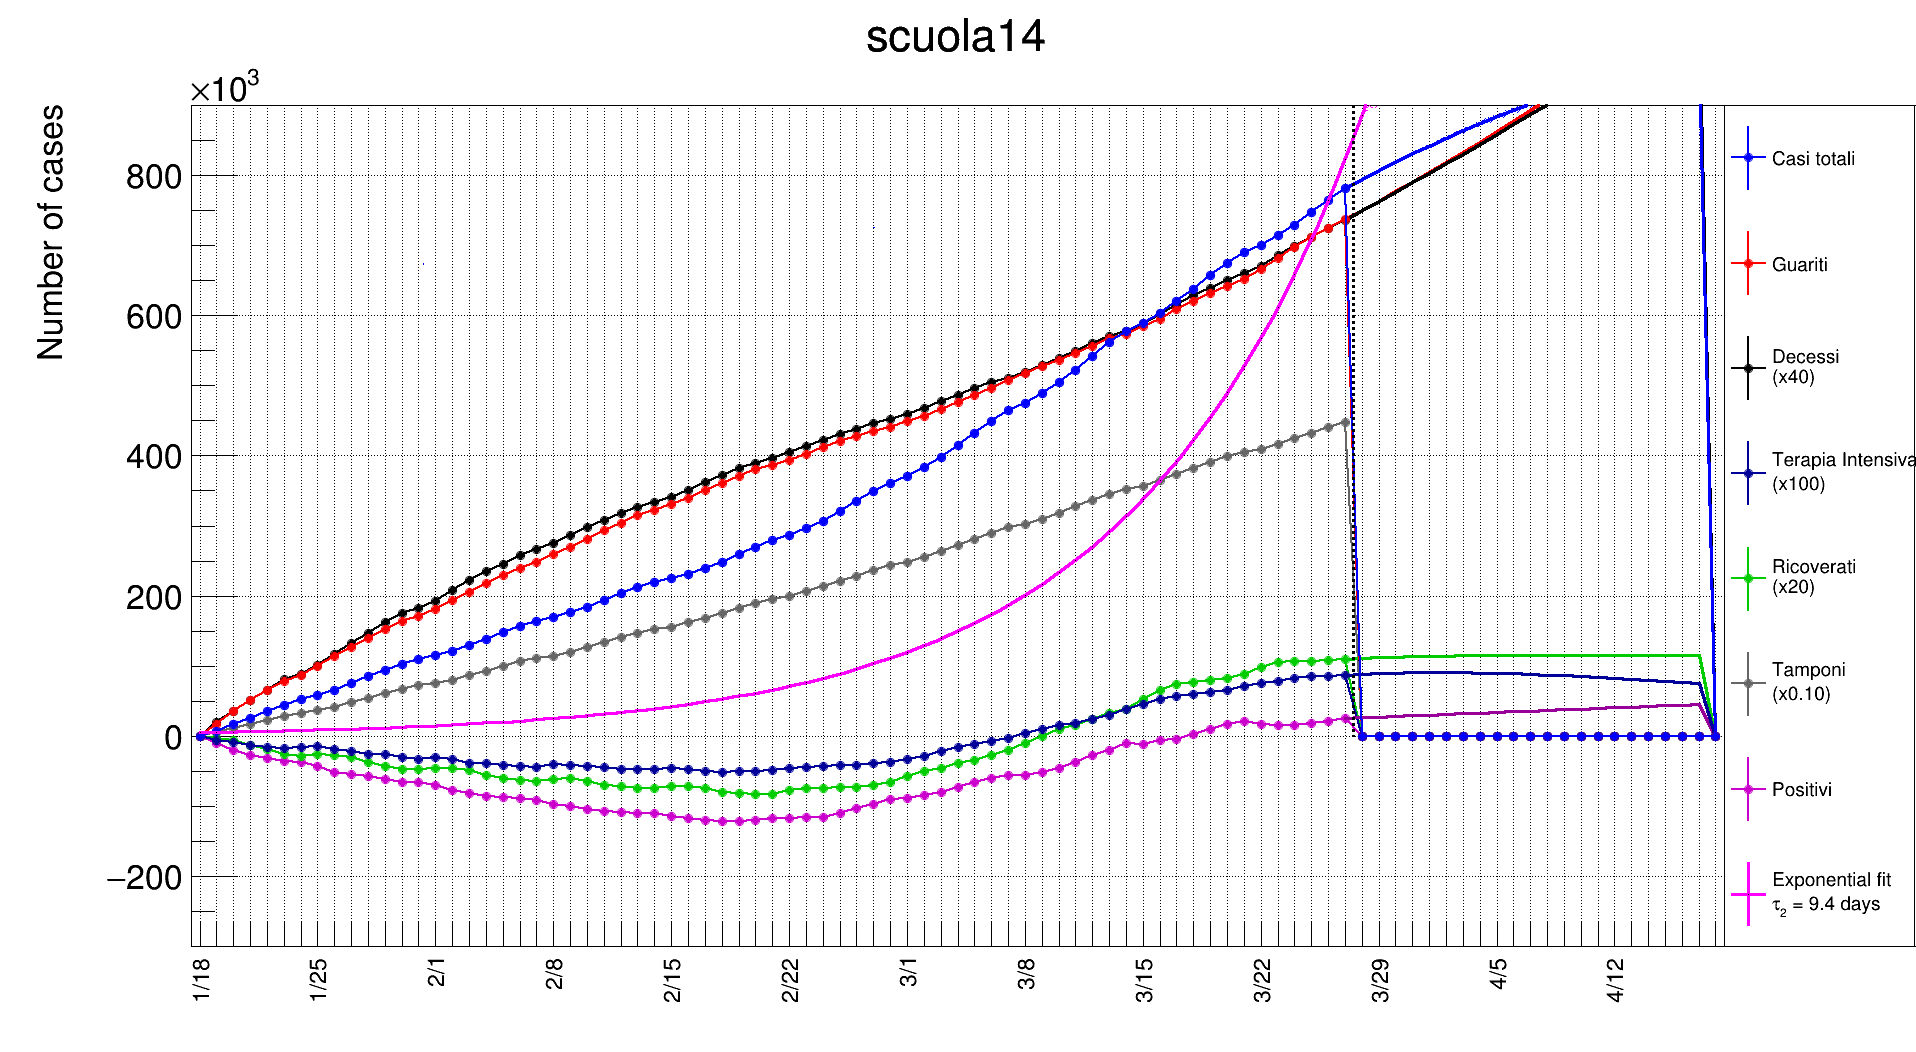 scuola14
×10³
Number of cases
800
600
400
200
0
−200
1/18
1/25
2/1
2/8
2/15
2/22
3/1
3/8
3/15
3/22
3/29
4/5
4/12
Casi totali
Guariti
Decessi
(x40)
Terapia Intensiva
(x100)
Ricoverati
(x20)
Tamponi
(x0.10)
Positivi
Exponential fit
τ₂ = 9.4 days